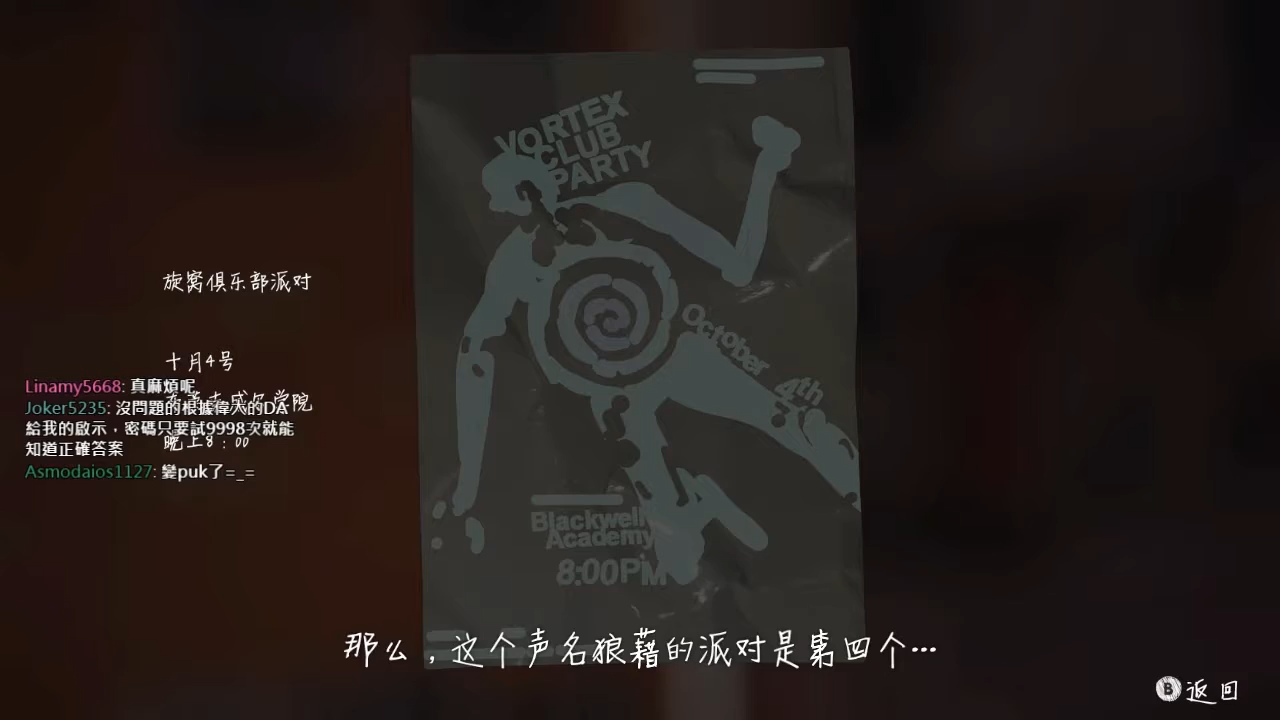 VORTEX
CLUB
PARTY
October 4th
Blackwell
Academy
8:00PM
旋窝俱乐部派对
十月4号
学院
晚上8:00
Linamy5668: 真麻煩呢
Joker5235: 沒問題的根據偉人的DA
給我的啟示，密碼只要試9998次就能
知道正確答案
Asmodaios1127: 變puk了=_=
那么，这个声名狼藉的派对是第四个…
B 返回